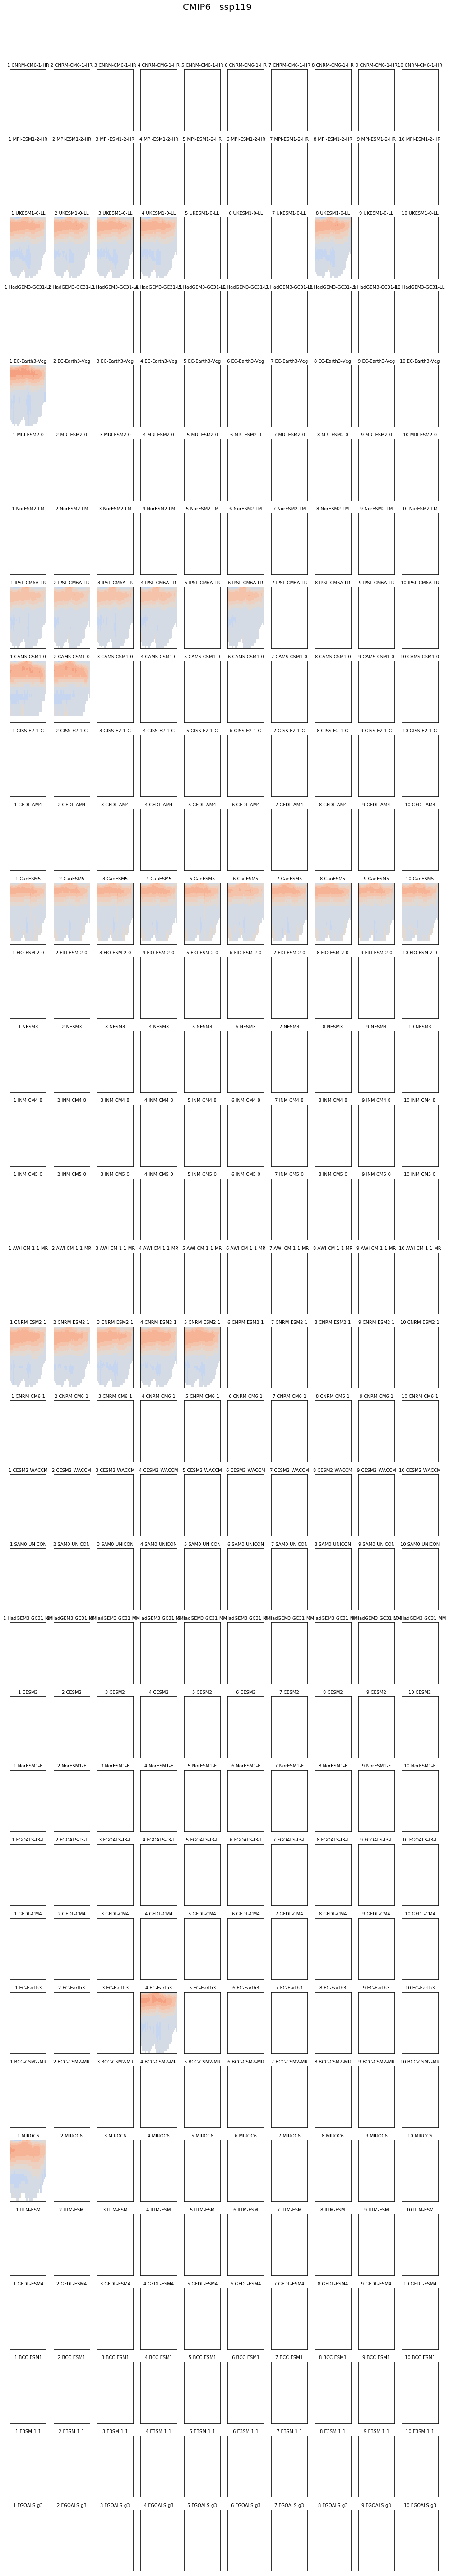 CMIP6 ssp119
1 CNRM-CM6-1-HR 2 CNRM-CM6-1-HR 3 CNRM-CM6-1-HR 4 CNRM-CM6-1-HR 5 CNRM-CM6-1-HR 6 CNRM-CM6-1-HR 7 CNRM-CM6-1-HR 8 CNRM-CM6-1-HR 9 CNRM-CM6-1-HR 10 CNRM-CM6-1-HR
1 MPI-ESM1-2-HR 2 MPI-ESM1-2-HR 3 MPI-ESM1-2-HR 4 MPI-ESM1-2-HR 5 MPI-ESM1-2-HR 6 MPI-ESM1-2-HR 7 MPI-ESM1-2-HR 8 MPI-ESM1-2-HR 9 MPI-ESM1-2-HR 10 MPI-ESM1-2-HR
1 UKESM1-0-LL 2 UKESM1-0-LL 3 UKESM1-0-LL 4 UKESM1-0-LL 5 UKESM1-0-LL 6 UKESM1-0-LL 7 UKESM1-0-LL 8 UKESM1-0-LL 9 UKESM1-0-LL 10 UKESM1-0-LL
1 HadGEM3-GC31-LL 2 HadGEM3-GC31-LL 3 HadGEM3-GC31-LL 4 HadGEM3-GC31-LL 5 HadGEM3-GC31-LL 6 HadGEM3-GC31-LL 7 HadGEM3-GC31-LL 8 HadGEM3-GC31-LL 9 HadGEM3-GC31-LL 10 HadGEM3-GC31-LL
1 EC-Earth3-Veg 2 EC-Earth3-Veg 3 EC-Earth3-Veg 4 EC-Earth3-Veg 5 EC-Earth3-Veg 6 EC-Earth3-Veg 7 EC-Earth3-Veg 8 EC-Earth3-Veg 9 EC-Earth3-Veg 10 EC-Earth3-Veg
1 MRI-ESM2-0 2 MRI-ESM2-0 3 MRI-ESM2-0 4 MRI-ESM2-0 5 MRI-ESM2-0 6 MRI-ESM2-0 7 MRI-ESM2-0 8 MRI-ESM2-0 9 MRI-ESM2-0 10 MRI-ESM2-0
1 NorESM2-LM 2 NorESM2-LM 3 NorESM2-LM 4 NorESM2-LM 5 NorESM2-LM 6 NorESM2-LM 7 NorESM2-LM 8 NorESM2-LM 9 NorESM2-LM 10 NorESM2-LM
1 IPSL-CM6A-LR 2 IPSL-CM6A-LR 3 IPSL-CM6A-LR 4 IPSL-CM6A-LR 5 IPSL-CM6A-LR 6 IPSL-CM6A-LR 7 IPSL-CM6A-LR 8 IPSL-CM6A-LR 9 IPSL-CM6A-LR 10 IPSL-CM6A-LR
1 CAMS-CSM1-0 2 CAMS-CSM1-0 3 CAMS-CSM1-0 4 CAMS-CSM1-0 5 CAMS-CSM1-0 6 CAMS-CSM1-0 7 CAMS-CSM1-0 8 CAMS-CSM1-0 9 CAMS-CSM1-0 10 CAMS-CSM1-0
1 GISS-E2-1-G 2 GISS-E2-1-G 3 GISS-E2-1-G 4 GISS-E2-1-G 5 GISS-E2-1-G 6 GISS-E2-1-G 7 GISS-E2-1-G 8 GISS-E2-1-G 9 GISS-E2-1-G 10 GISS-E2-1-G
1 GFDL-AM4 2 GFDL-AM4 3 GFDL-AM4 4 GFDL-AM4 5 GFDL-AM4 6 GFDL-AM4 7 GFDL-AM4 8 GFDL-AM4 9 GFDL-AM4 10 GFDL-AM4
1 CanESM5 2 CanESM5 3 CanESM5 4 CanESM5 5 CanESM5 6 CanESM5 7 CanESM5 8 CanESM5 9 CanESM5 10 CanESM5
1 FIO-ESM-2-0 2 FIO-ESM-2-0 3 FIO-ESM-2-0 4 FIO-ESM-2-0 5 FIO-ESM-2-0 6 FIO-ESM-2-0 7 FIO-ESM-2-0 8 FIO-ESM-2-0 9 FIO-ESM-2-0 10 FIO-ESM-2-0
1 NESM3 2 NESM3 3 NESM3 4 NESM3 5 NESM3 6 NESM3 7 NESM3 8 NESM3 9 NESM3 10 NESM3
1 INM-CM4-8 2 INM-CM4-8 3 INM-CM4-8 4 INM-CM4-8 5 INM-CM4-8 6 INM-CM4-8 7 INM-CM4-8 8 INM-CM4-8 9 INM-CM4-8 10 INM-CM4-8
1 INM-CM5-0 2 INM-CM5-0 3 INM-CM5-0 4 INM-CM5-0 5 INM-CM5-0 6 INM-CM5-0 7 INM-CM5-0 8 INM-CM5-0 9 INM-CM5-0 10 INM-CM5-0
1 AWI-CM-1-1-MR 2 AWI-CM-1-1-MR 3 AWI-CM-1-1-MR 4 AWI-CM-1-1-MR 5 AWI-CM-1-1-MR 6 AWI-CM-1-1-MR 7 AWI-CM-1-1-MR 8 AWI-CM-1-1-MR 9 AWI-CM-1-1-MR 10 AWI-CM-1-1-MR
1 CNRM-ESM2-1 2 CNRM-ESM2-1 3 CNRM-ESM2-1 4 CNRM-ESM2-1 5 CNRM-ESM2-1 6 CNRM-ESM2-1 7 CNRM-ESM2-1 8 CNRM-ESM2-1 9 CNRM-ESM2-1 10 CNRM-ESM2-1
1 CNRM-CM6-1 2 CNRM-CM6-1 3 CNRM-CM6-1 4 CNRM-CM6-1 5 CNRM-CM6-1 6 CNRM-CM6-1 7 CNRM-CM6-1 8 CNRM-CM6-1 9 CNRM-CM6-1 10 CNRM-CM6-1
1 CESM2-WACCM 2 CESM2-WACCM 3 CESM2-WACCM 4 CESM2-WACCM 5 CESM2-WACCM 6 CESM2-WACCM 7 CESM2-WACCM 8 CESM2-WACCM 9 CESM2-WACCM 10 CESM2-WACCM
1 SAM0-UNICON 2 SAM0-UNICON 3 SAM0-UNICON 4 SAM0-UNICON 5 SAM0-UNICON 6 SAM0-UNICON 7 SAM0-UNICON 8 SAM0-UNICON 9 SAM0-UNICON 10 SAM0-UNICON
1 HadGEM3-GC31-MM 2 HadGEM3-GC31-MM 3 HadGEM3-GC31-MM 4 HadGEM3-GC31-MM 5 HadGEM3-GC31-MM 6 HadGEM3-GC31-MM 7 HadGEM3-GC31-MM 8 HadGEM3-GC31-MM 9 HadGEM3-GC31-MM 10 HadGEM3-GC31-MM
1 CESM2 2 CESM2 3 CESM2 4 CESM2 5 CESM2 6 CESM2 7 CESM2 8 CESM2 9 CESM2 10 CESM2
1 NorESM1-F 2 NorESM1-F 3 NorESM1-F 4 NorESM1-F 5 NorESM1-F 6 NorESM1-F 7 NorESM1-F 8 NorESM1-F 9 NorESM1-F 10 NorESM1-F
1 FGOALS-f3-L 2 FGOALS-f3-L 3 FGOALS-f3-L 4 FGOALS-f3-L 5 FGOALS-f3-L 6 FGOALS-f3-L 7 FGOALS-f3-L 8 FGOALS-f3-L 9 FGOALS-f3-L 10 FGOALS-f3-L
1 GFDL-CM4 2 GFDL-CM4 3 GFDL-CM4 4 GFDL-CM4 5 GFDL-CM4 6 GFDL-CM4 7 GFDL-CM4 8 GFDL-CM4 9 GFDL-CM4 10 GFDL-CM4
1 EC-Earth3 2 EC-Earth3 3 EC-Earth3 4 EC-Earth3 5 EC-Earth3 6 EC-Earth3 7 EC-Earth3 8 EC-Earth3 9 EC-Earth3 10 EC-Earth3
1 BCC-CSM2-MR 2 BCC-CSM2-MR 3 BCC-CSM2-MR 4 BCC-CSM2-MR 5 BCC-CSM2-MR 6 BCC-CSM2-MR 7 BCC-CSM2-MR 8 BCC-CSM2-MR 9 BCC-CSM2-MR 10 BCC-CSM2-MR
1 MIROC6 2 MIROC6 3 MIROC6 4 MIROC6 5 MIROC6 6 MIROC6 7 MIROC6 8 MIROC6 9 MIROC6 10 MIROC6
1 IITM-ESM 2 IITM-ESM 3 IITM-ESM 4 IITM-ESM 5 IITM-ESM 6 IITM-ESM 7 IITM-ESM 8 IITM-ESM 9 IITM-ESM 10 IITM-ESM
1 GFDL-ESM4 2 GFDL-ESM4 3 GFDL-ESM4 4 GFDL-ESM4 5 GFDL-ESM4 6 GFDL-ESM4 7 GFDL-ESM4 8 GFDL-ESM4 9 GFDL-ESM4 10 GFDL-ESM4
1 BCC-ESM1 2 BCC-ESM1 3 BCC-ESM1 4 BCC-ESM1 5 BCC-ESM1 6 BCC-ESM1 7 BCC-ESM1 8 BCC-ESM1 9 BCC-ESM1 10 BCC-ESM1
1 E3SM-1-1 2 E3SM-1-1 3 E3SM-1-1 4 E3SM-1-1 5 E3SM-1-1 6 E3SM-1-1 7 E3SM-1-1 8 E3SM-1-1 9 E3SM-1-1 10 E3SM-1-1
1 FGOALS-g3 2 FGOALS-g3 3 FGOALS-g3 4 FGOALS-g3 5 FGOALS-g3 6 FGOALS-g3 7 FGOALS-g3 8 FGOALS-g3 9 FGOALS-g3 10 FGOALS-g3